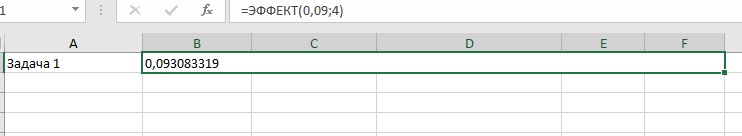 1 =ЭФФЕКТ(0,09;4)
A B C D E F
Задача 1 0,093083319